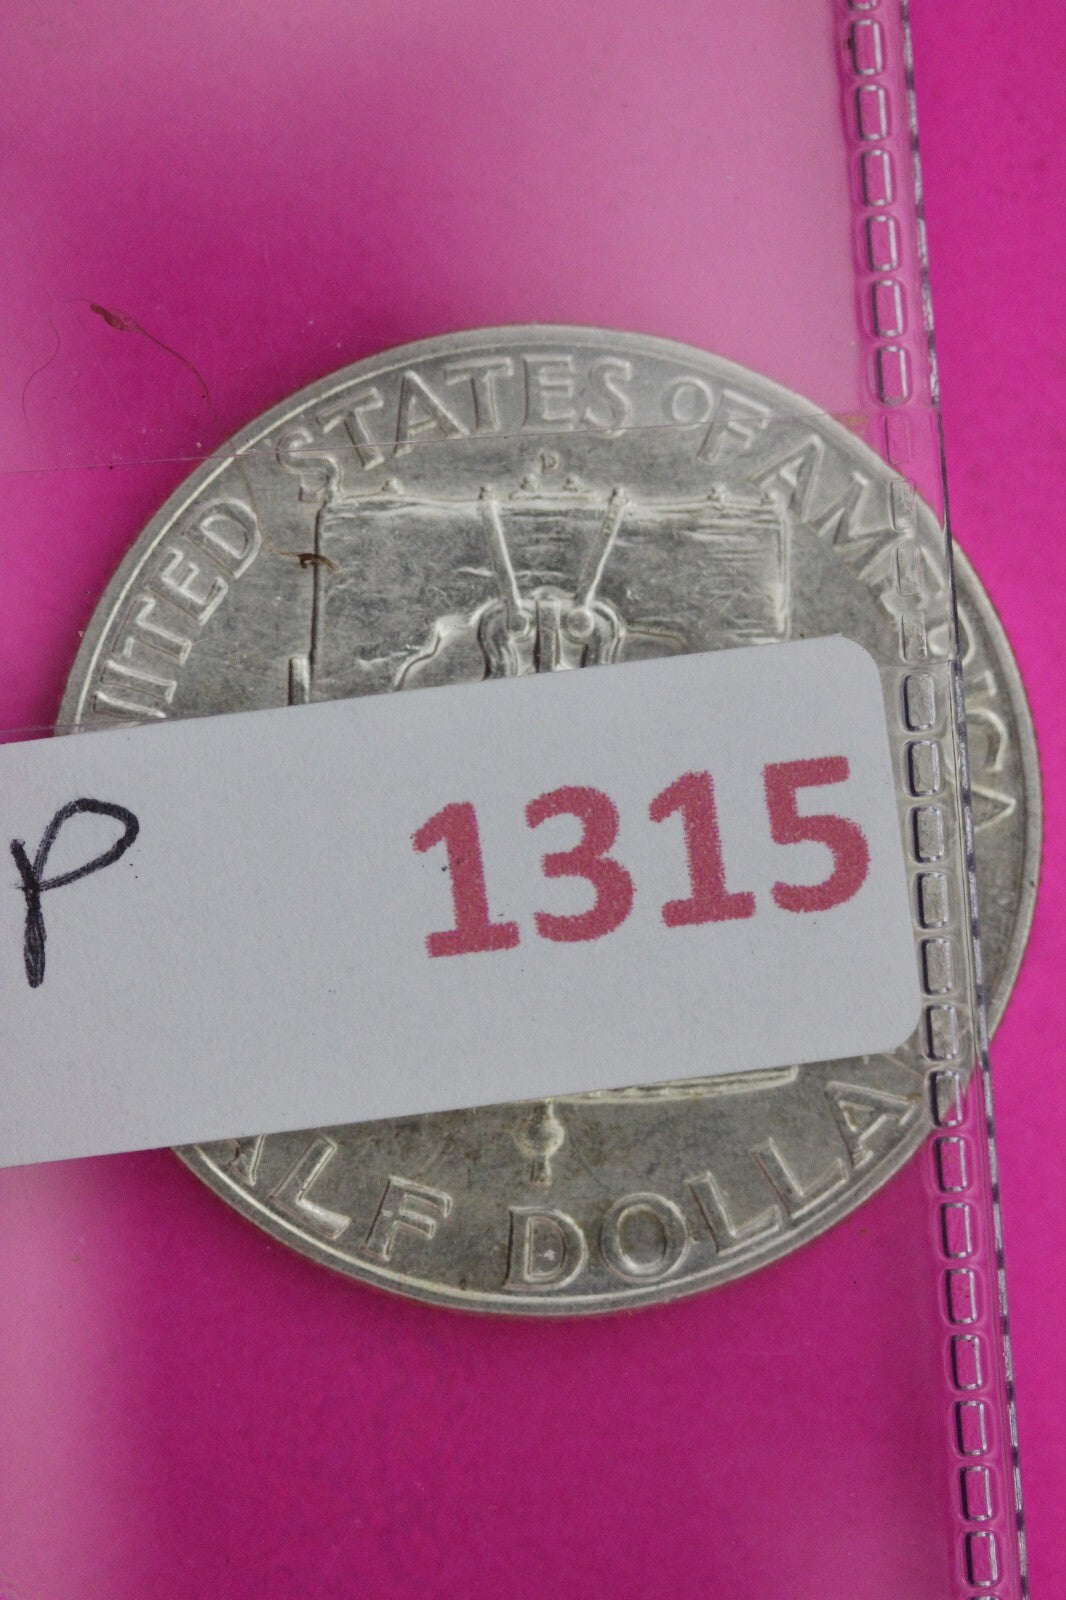 UNITED STATES OF AMERICA
D
P 1315
HALF DOLLAR